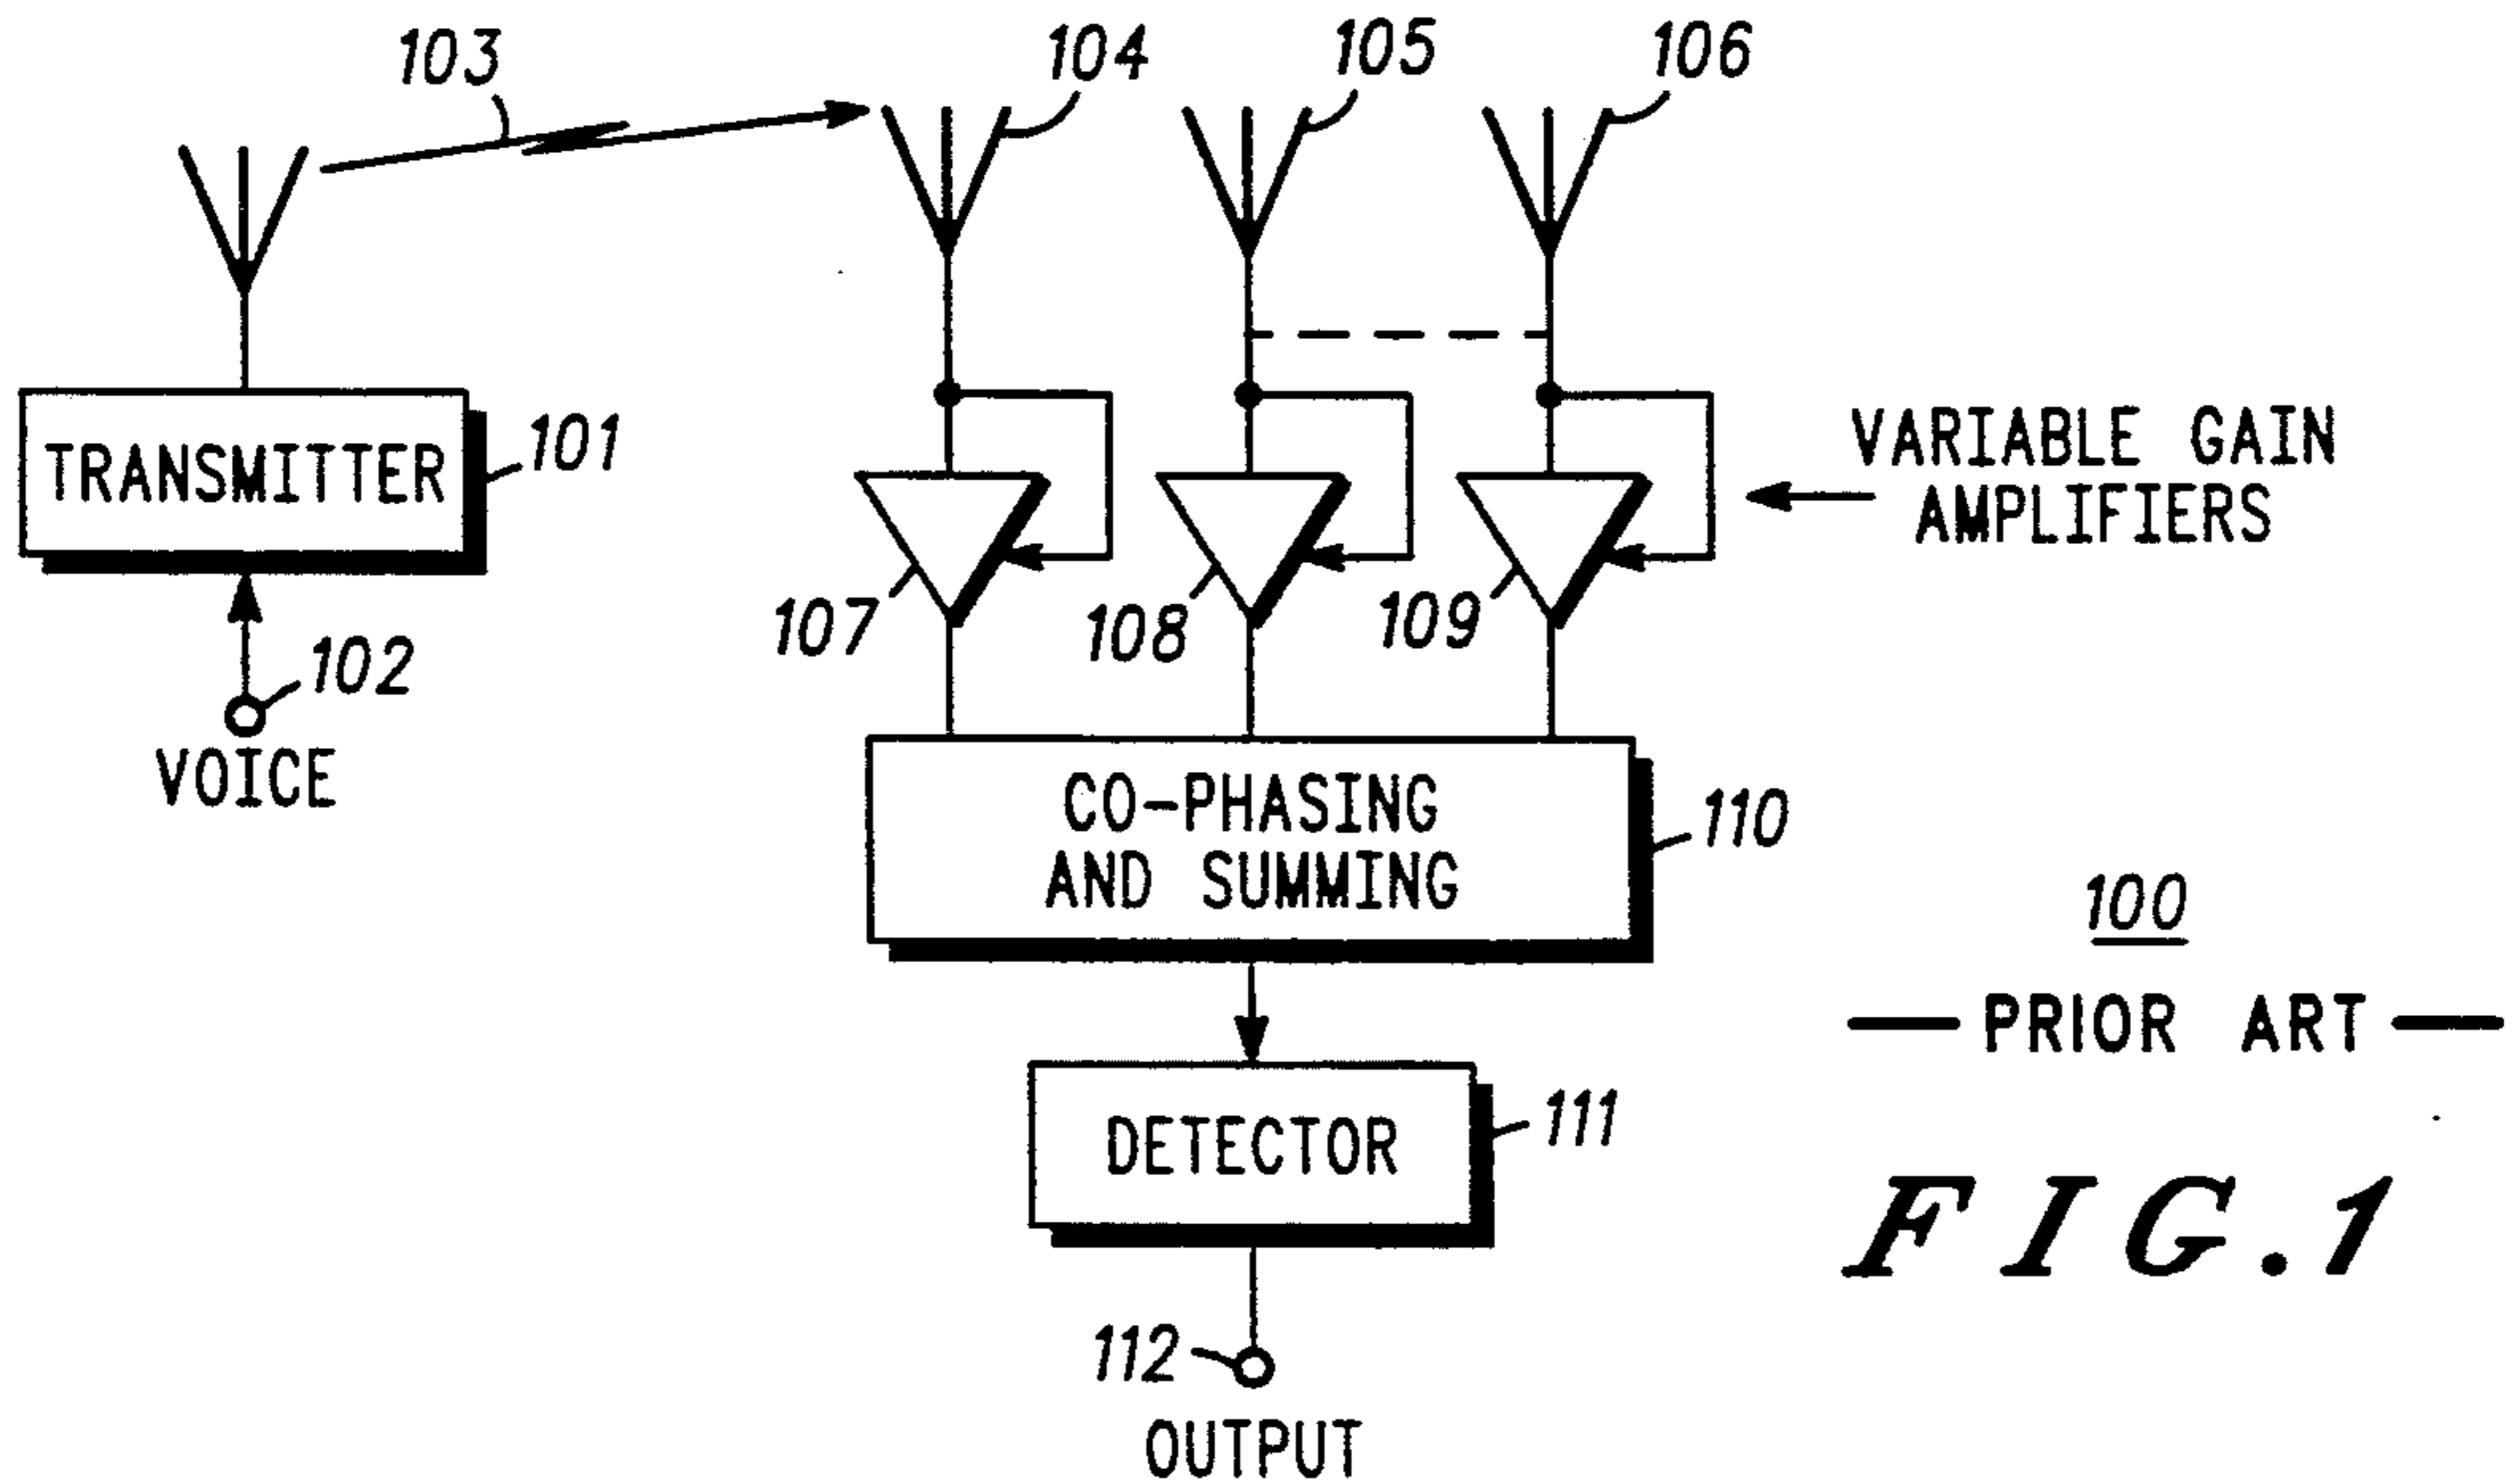 103
104
105
106
TRANSMITTER
101
VARIABLE GAIN
AMPLIFIERS
107
108
109
102
VOICE
CO-PHASING
AND SUMMING
110
100
PRIOR ART
DETECTOR
111
FIG.1
112
OUTPUT